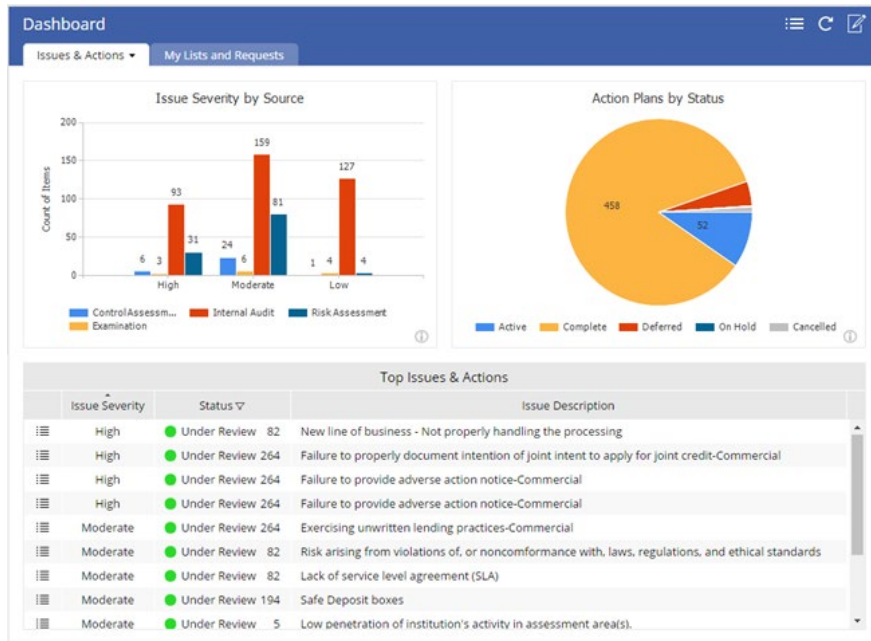 Dashboard
Issues & Actions
My Lists and Requests
Issue Severity by Source
Count of Items
200
150
100
50
0
6 3 93 31
24 6 159 81
1 4 127 4
High Moderate Low
ControlAssessm... Internal Audit Risk Assessment
Examination
Action Plans by Status
458
52
Active Complete Deferred On Hold Cancelled
Top Issues & Actions
Issue Severity Status Issue Description
High Under Review 82 New line of business - Not properly handling the processing
High Under Review 264 Failure to properly document intention of joint intent to apply for joint credit-Commercial
High Under Review 264 Failure to provide adverse action notice-Commercial
High Under Review 264 Failure to provide adverse action notice-Commercial
Moderate Under Review 264 Exercising unwritten lending practices-Commercial
Moderate Under Review 82 Risk arising from violations of, or noncomformance with, laws, regulations, and ethical standards
Moderate Under Review 82 Lack of service level agreement (SLA)
Moderate Under Review 194 Safe Deposit boxes
Moderate Under Review 5 Low penetration of institution's activity in assessment area(s).